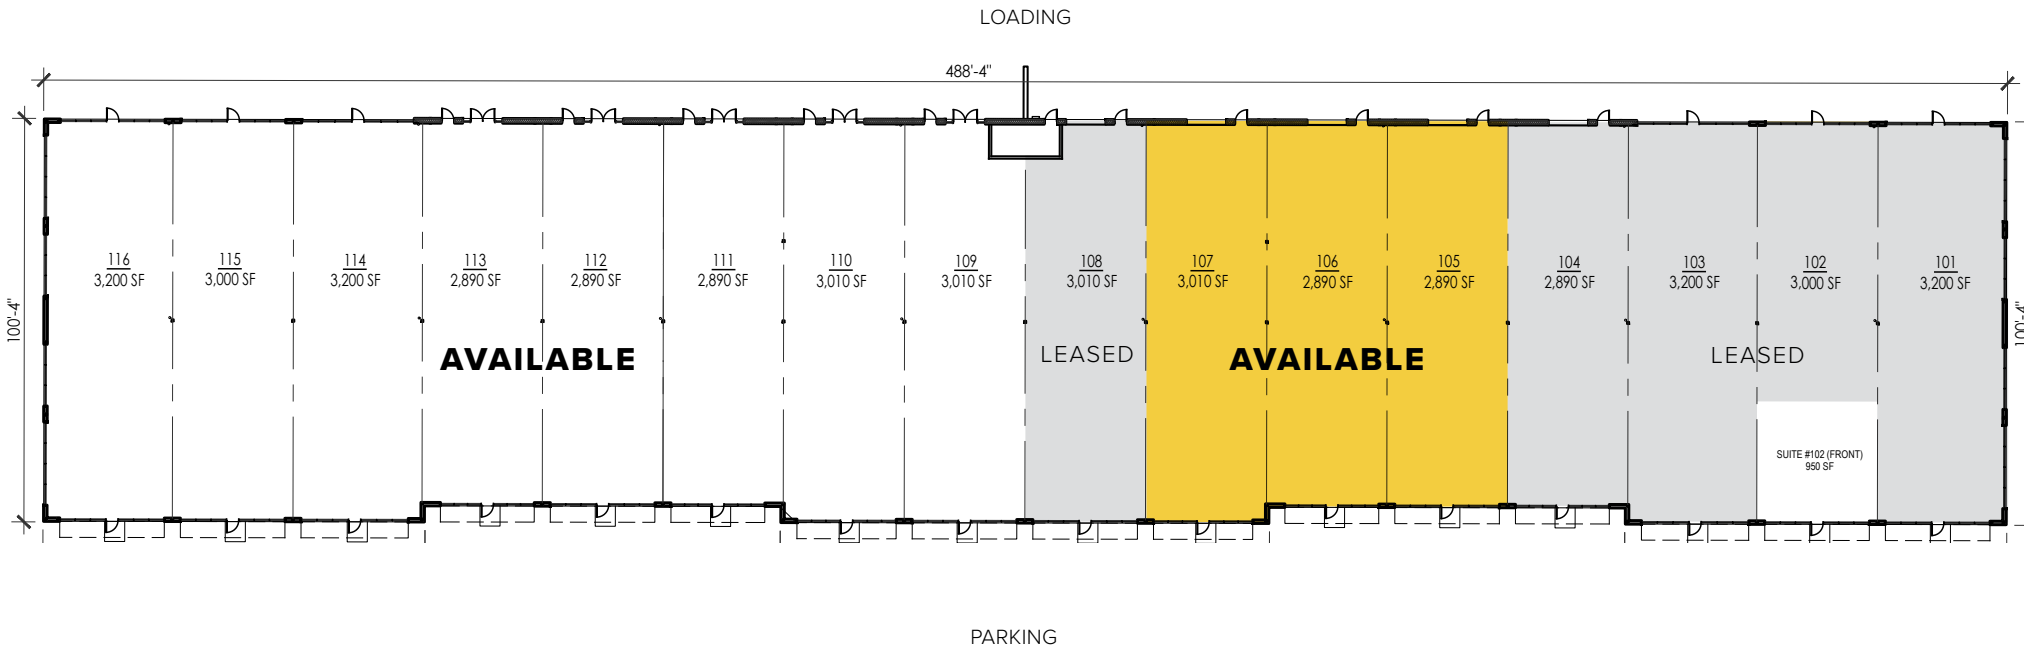 LOADING
488'-4"
116
3,200 SF
115
3,000 SF
114
3,200 SF
113
2,890 SF
112
2,890 SF
111
2,890 SF
110
3,010 SF
109
3,010 SF
108
3,010 SF
107
3,010 SF
106
2,890 SF
105
2,890 SF
104
2,890 SF
103
3,200 SF
102
3,000 SF
101
3,200 SF
100'-4"
100'-4"
AVAILABLE
LEASED
AVAILABLE
LEASED
SUITE #102 (FRONT)
950 SF
PARKING